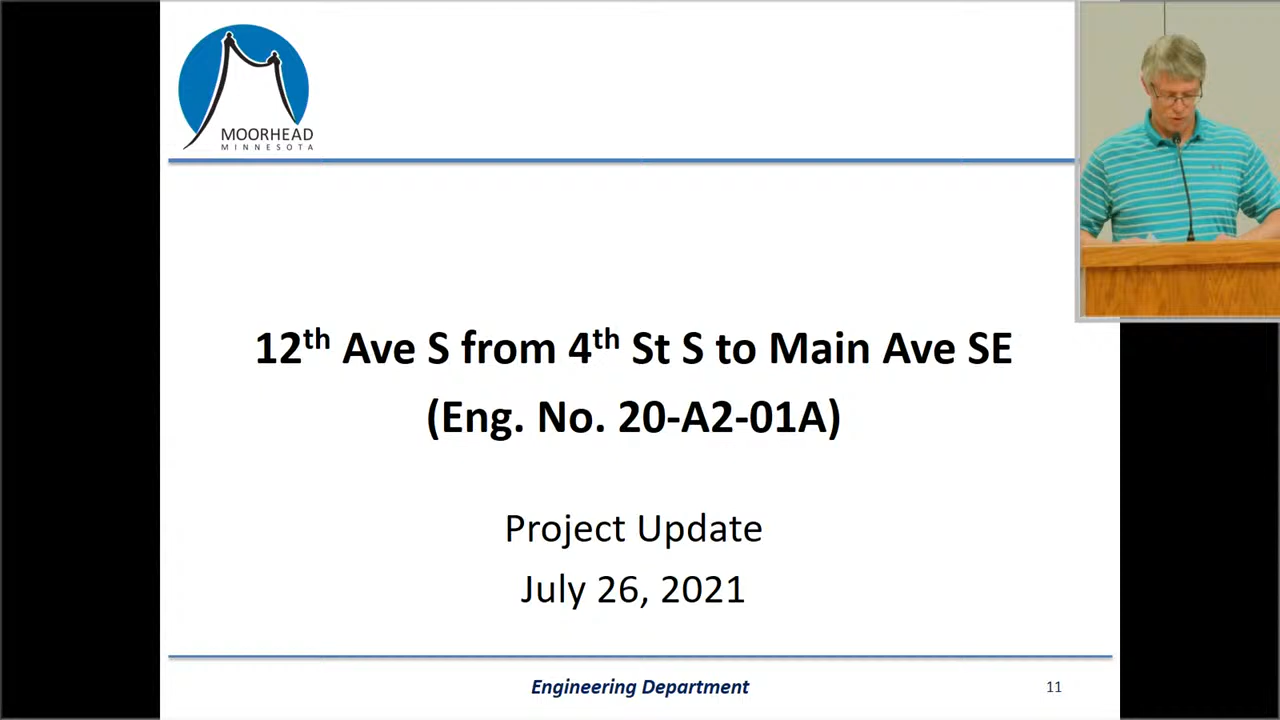 MOORHEAD
MINNESOTA
12th Ave S from 4th St S to Main Ave SE
(Eng. No. 20-A2-01A)
Project Update
July 26, 2021
Engineering Department
11